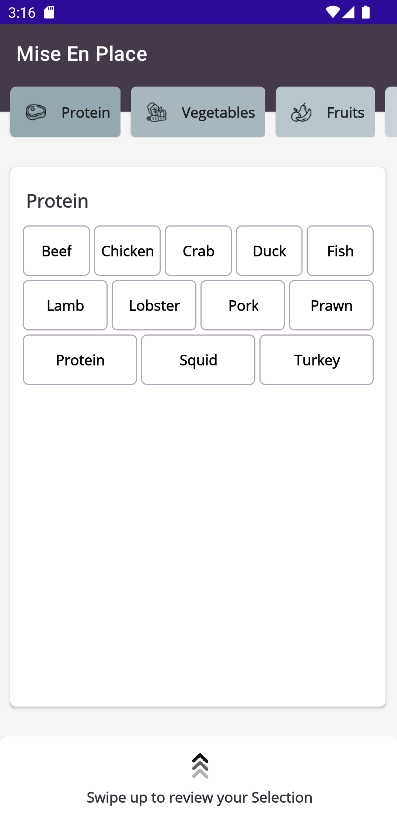 3:16
Mise En Place
Protein Vegetables Fruits
Protein
Beef Chicken Crab Duck Fish
Lamb Lobster Pork Prawn
Protein Squid Turkey
Swipe up to review your Selection